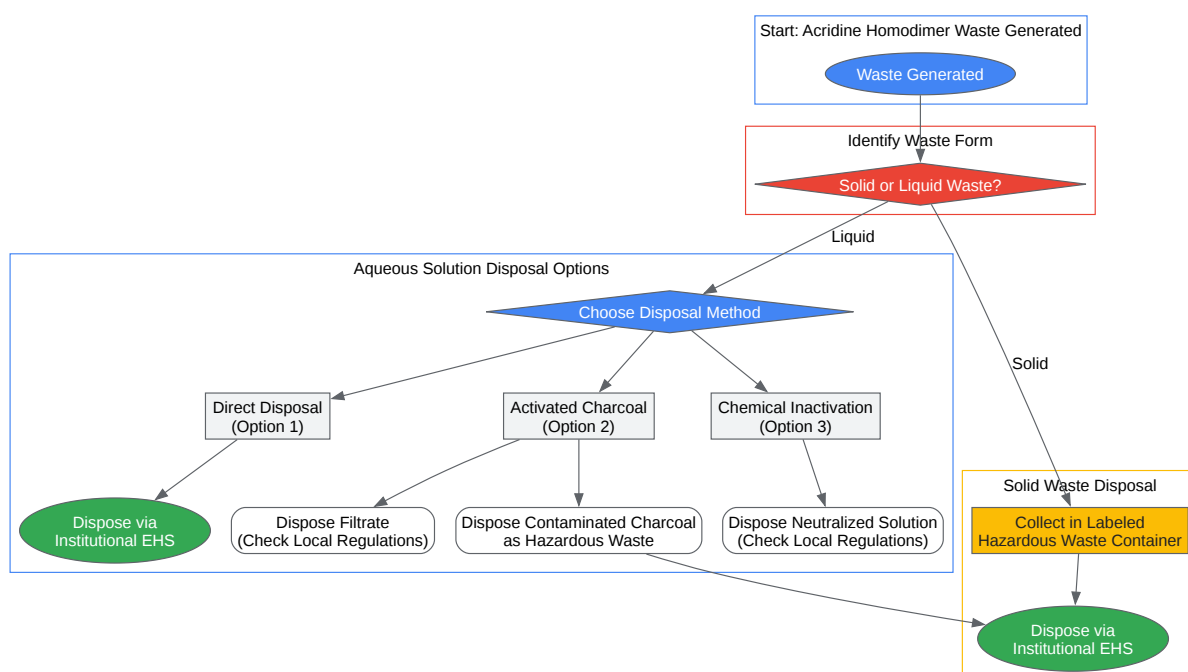 Start: Acridine Homodimer Waste Generated
Waste Generated
Identify Waste Form
Solid or Liquid Waste?
Liquid
Solid
Aqueous Solution Disposal Options
Choose Disposal Method
Direct Disposal
(Option 1)
Activated Charcoal
(Option 2)
Chemical Inactivation
(Option 3)
Dispose via
Institutional EHS
Dispose Filtrate
(Check Local Regulations)
Dispose Contaminated Charcoal
as Hazardous Waste
Dispose Neutralized Solution
(Check Local Regulations)
Solid Waste Disposal
Collect in Labeled
Hazardous Waste Container
Dispose via
Institutional EHS